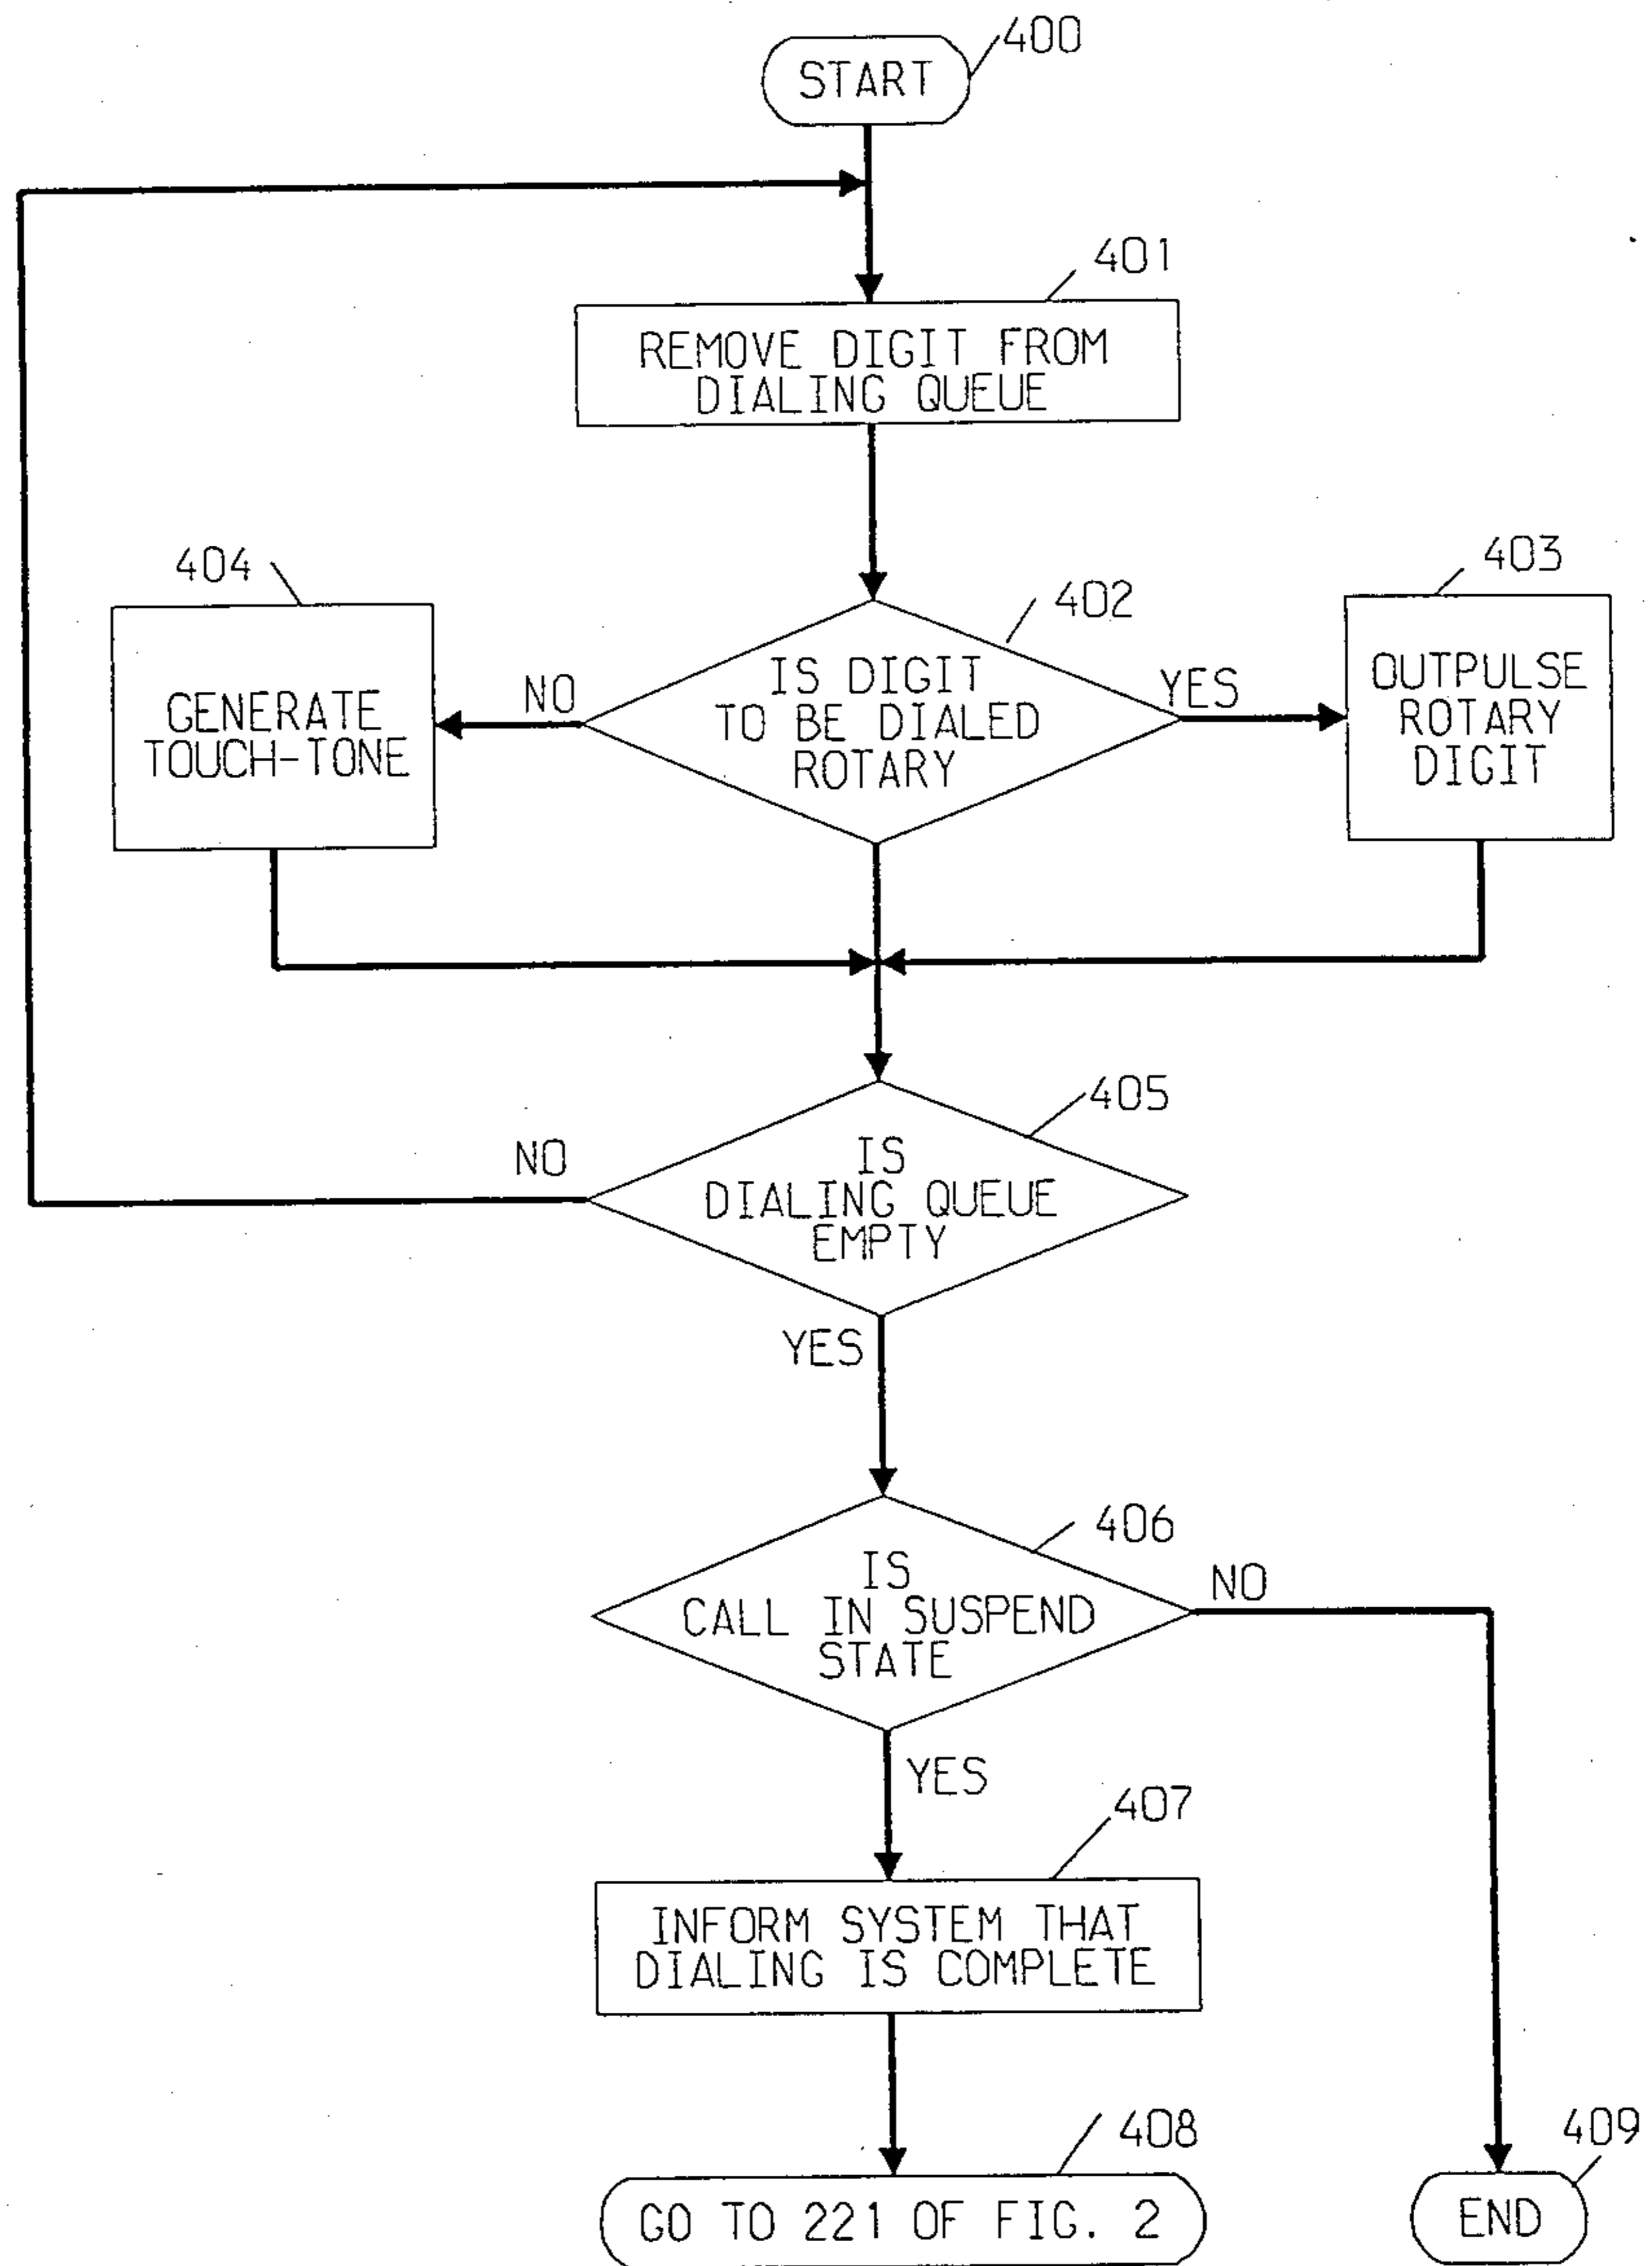 400
START
401
REMOVE DIGIT FROM
DIALING QUEUE
404
402
403
IS DIGIT
TO BE DIALED
ROTARY
NO
YES
GENERATE
TOUCH-TONE
OUTPULSE
ROTARY
DIGIT
405
IS
DIALING QUEUE
EMPTY
NO
YES
406
IS
CALL IN SUSPEND
STATE
NO
YES
407
INFORM SYSTEM THAT
DIALING IS COMPLETE
408
GO TO 221 OF FIG. 2
409
END